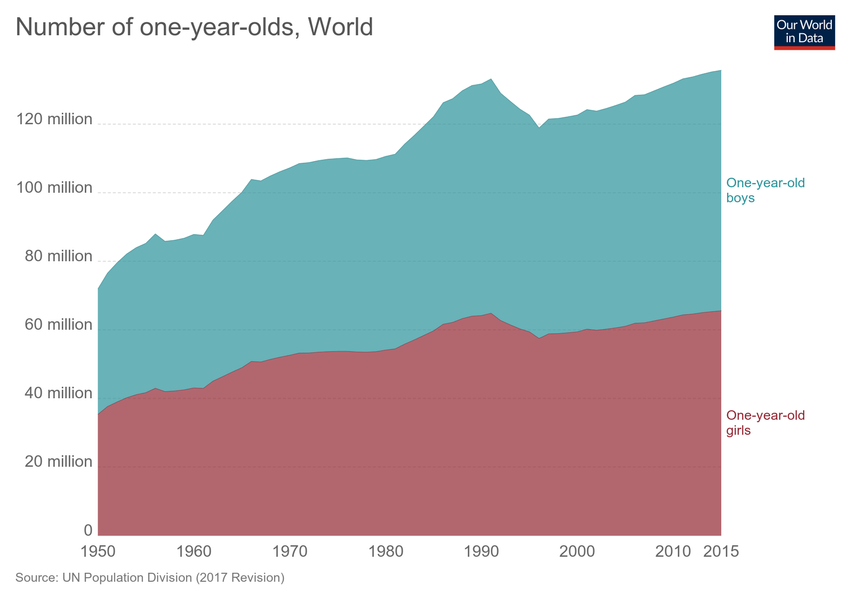 Number of one-year-olds, World
Our World
in Data
120 million
100 million
80 million
60 million
40 million
20 million
0
One-year-old
boys
One-year-old
girls
1950 1960 1970 1980 1990 2000 2010 2015
Source: UN Population Division (2017 Revision)